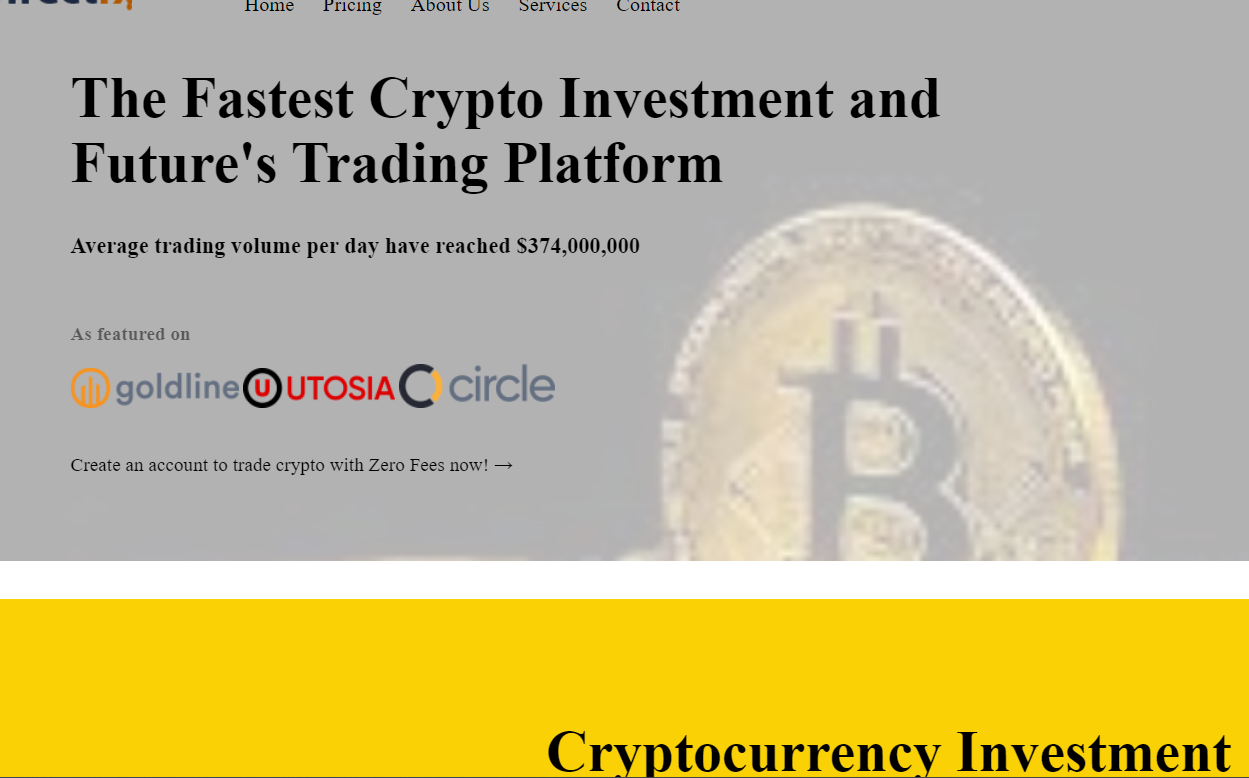 Home Pricing About Us Services Contact
The Fastest Crypto Investment and
Future's Trading Platform
Average trading volume per day have reached $374,000,000
As featured on
goldline U UTOSIA circle
Create an account to trade crypto with Zero Fees now! →
Cryptocurrency Investment